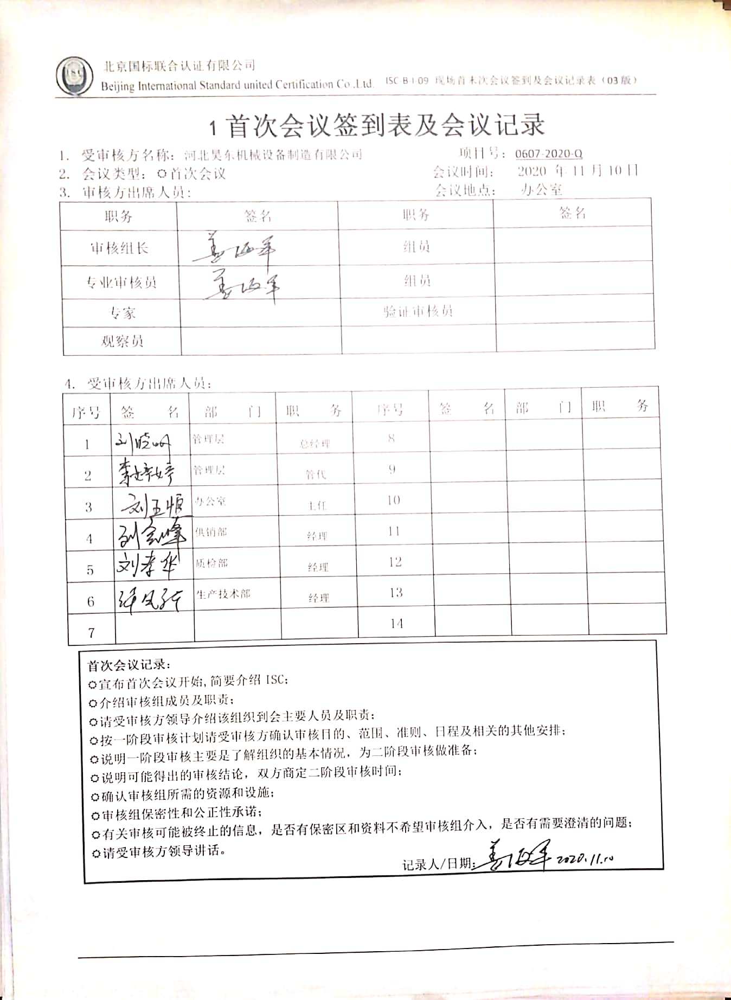 北京国标联合认证有限公司
Beijing International Standard united Certification Co.,Ltd. ISC-B-I-09 现场首末次会议签到及会议记录表（03版）
1首次会议签到表及会议记录
1. 受审核方名称：河北昊东机械设备制造有限公司 项目号：0607-2020-Q
2. 会议类型：首次会议 会议时间： 2020 年 11 月 10 日
3. 审核方出席人员： 会议地点： 办公室
职务 签名 职务 签名
审核组长 姜海军 组员
专业审核员 姜海军 组员
专家 验证审核员
观察员
4. 受审核方出席人员：
序号 签 名 部 门 职 务 序号 签 名 部 门 职 务
1 刘晓明 管理层 总经理 8
2 李婷婷 管理层 管代 9
3 刘玉恒 办公室 主任 10
4 刘会峰 供销部 经理 11
5 刘孝华 质检部 经理 12
6 生产技术部 经理 13
7 14
首次会议记录：
宣布首次会议开始，简要介绍 ISC；
介绍审核组成员及职责；
请受审核方领导介绍该组织到会主要人员及职责；
按一阶段审核计划请受审核方确认审核目的、范围、准则、日程及相关的其他安排；
说明一阶段审核主要是了解组织的基本情况，为二阶段审核做准备；
说明可能得出的审核结论，双方商定二阶段审核时间；
确认审核组所需的资源和设施；
审核组保密性和公正性承诺；
有关审核可能被终止的信息，是否有保密区和资料不希望审核组介入，是否有需要澄清的问题；
请受审核方领导讲话。
记录人/日期：姜海军 2020.11.10